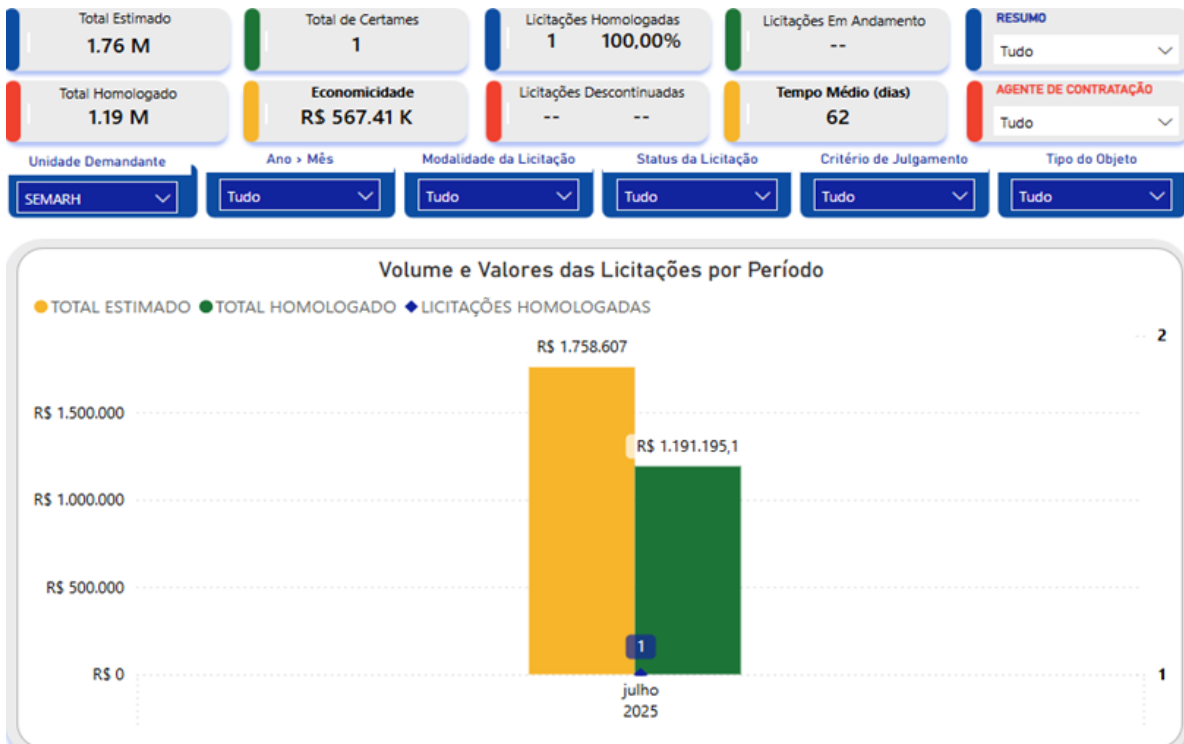 Total Estimado
1.76 M
Total de Certames
1
Licitações Homologadas
1 100,00%
Licitações Em Andamento
--
RESUMO
Tudo
Total Homologado
1.19 M
Economicidade
R$ 567.41 K
Licitações Descontinuadas
-- --
Tempo Médio (dias)
62
AGENTE DE CONTRATAÇÃO
Tudo
Unidade Demandante
SEMARH
Ano > Mês
Tudo
Modalidade da Licitação
Tudo
Status da Licitação
Tudo
Critério de Julgamento
Tudo
Tipo do Objeto
Tudo
Volume e Valores das Licitações por Período
TOTAL ESTIMADO TOTAL HOMOLOGADO LICITAÇÕES HOMOLOGADAS
2
R$ 1.758.607
R$ 1.500.000
R$ 1.191.195,1
R$ 1.000.000
R$ 500.000
1
R$ 0
1
julho
2025